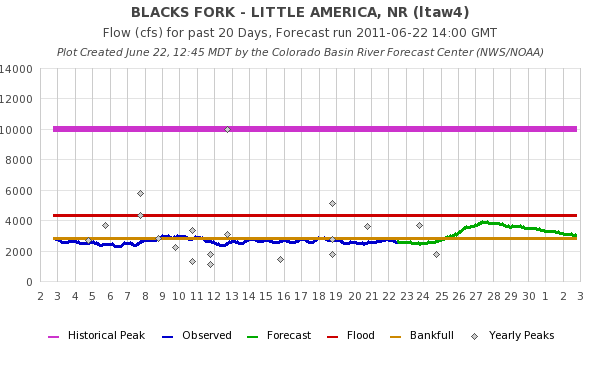 BLACKS FORK - LITTLE AMERICA, NR (ltaw4)
Flow (cfs) for past 20 Days, Forecast run 2011-06-22 14:00 GMT
Plot Created June 22, 12:45 MDT by the Colorado Basin River Forecast Center (NWS/NOAA)
14000
12000
10000
8000
6000
4000
2000
0
2 3 4 5 6 7 8 9 10 11 12 13 14 15 16 17 18 19 20 21 22 23 24 25 26 27 28 29 30 1 2 3
Historical Peak Observed Forecast Flood Bankfull Yearly Peaks